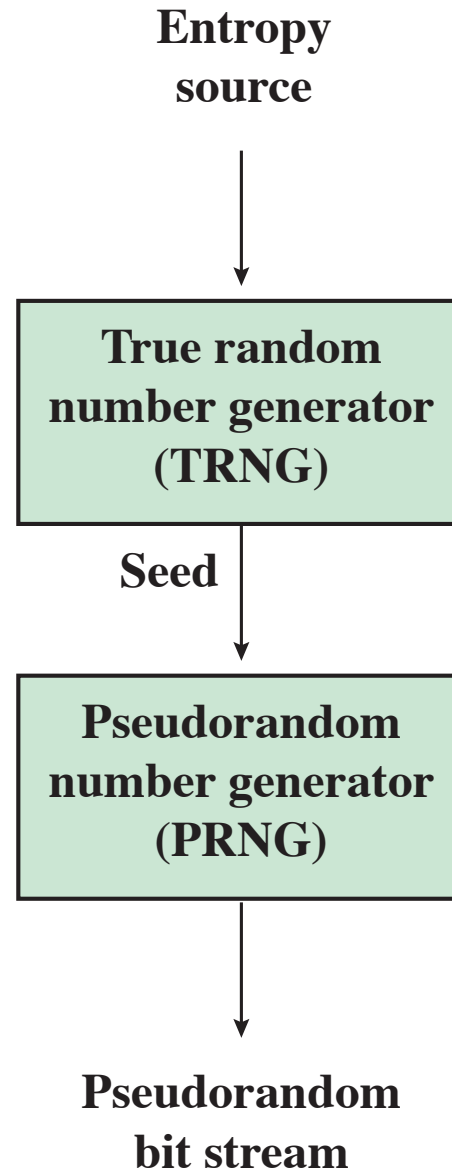 Entropy
source
True random
number generator
(TRNG)
Seed
Pseudorandom
number generator
(PRNG)
Pseudorandom
bit stream